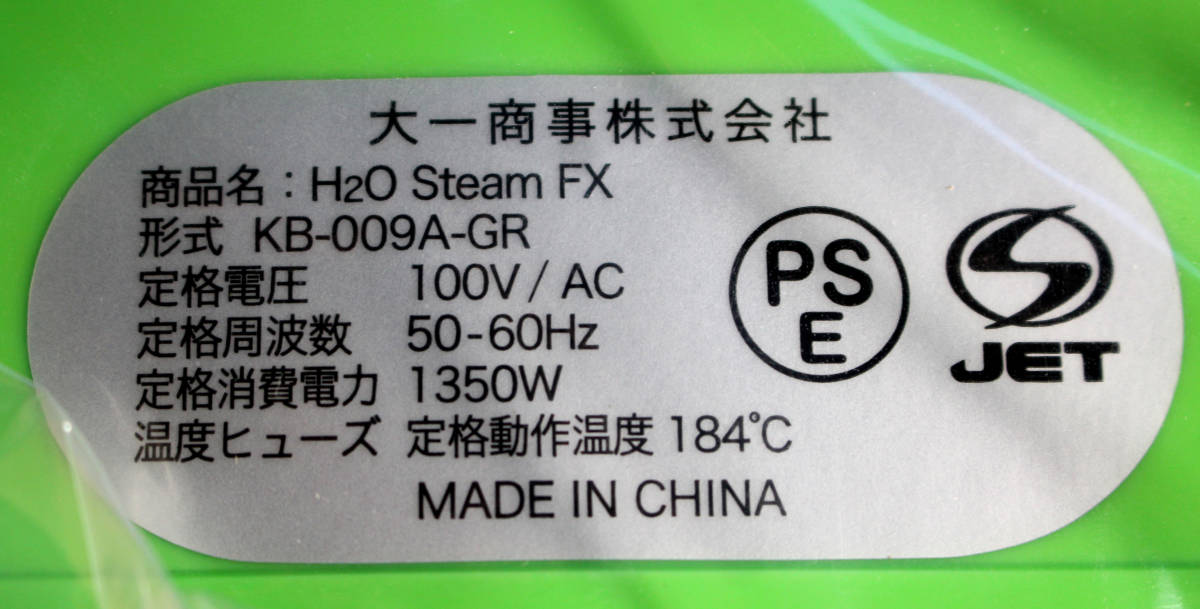 大一商事株式会社
商品名：H2O Steam FX
形式 KB-009A-GR
定格電圧 100V / AC
定格周波数 50-60Hz
定格消費電力 1350W
温度ヒューズ 定格動作温度 184℃
MADE IN CHINA
PS
E
JET